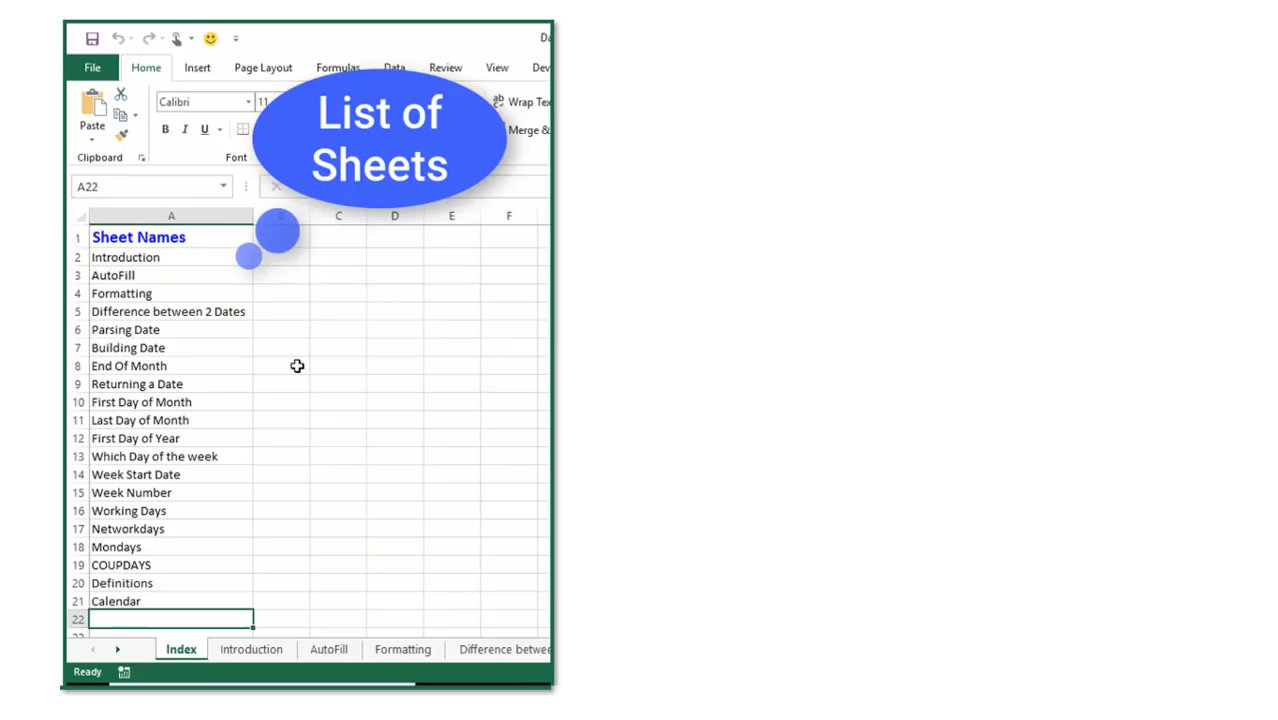 Da
File Home Insert Page Layout Formulas Data Review View Dev
Calibri 11 Wrap Tex
Paste B I U Merge &
Clipboard Font
List of
Sheets
A22
A C D E F
1 Sheet Names
2 Introduction
3 AutoFill
4 Formatting
5 Difference between 2 Dates
6 Parsing Date
7 Building Date
8 End Of Month
9 Returning a Date
10 First Day of Month
11 Last Day of Month
12 First Day of Year
13 Which Day of the week
14 Week Start Date
15 Week Number
16 Working Days
17 Networkdays
18 Mondays
19 COUPDAYS
20 Definitions
21 Calendar
22
Index Introduction AutoFill Formatting Difference betwee
Ready